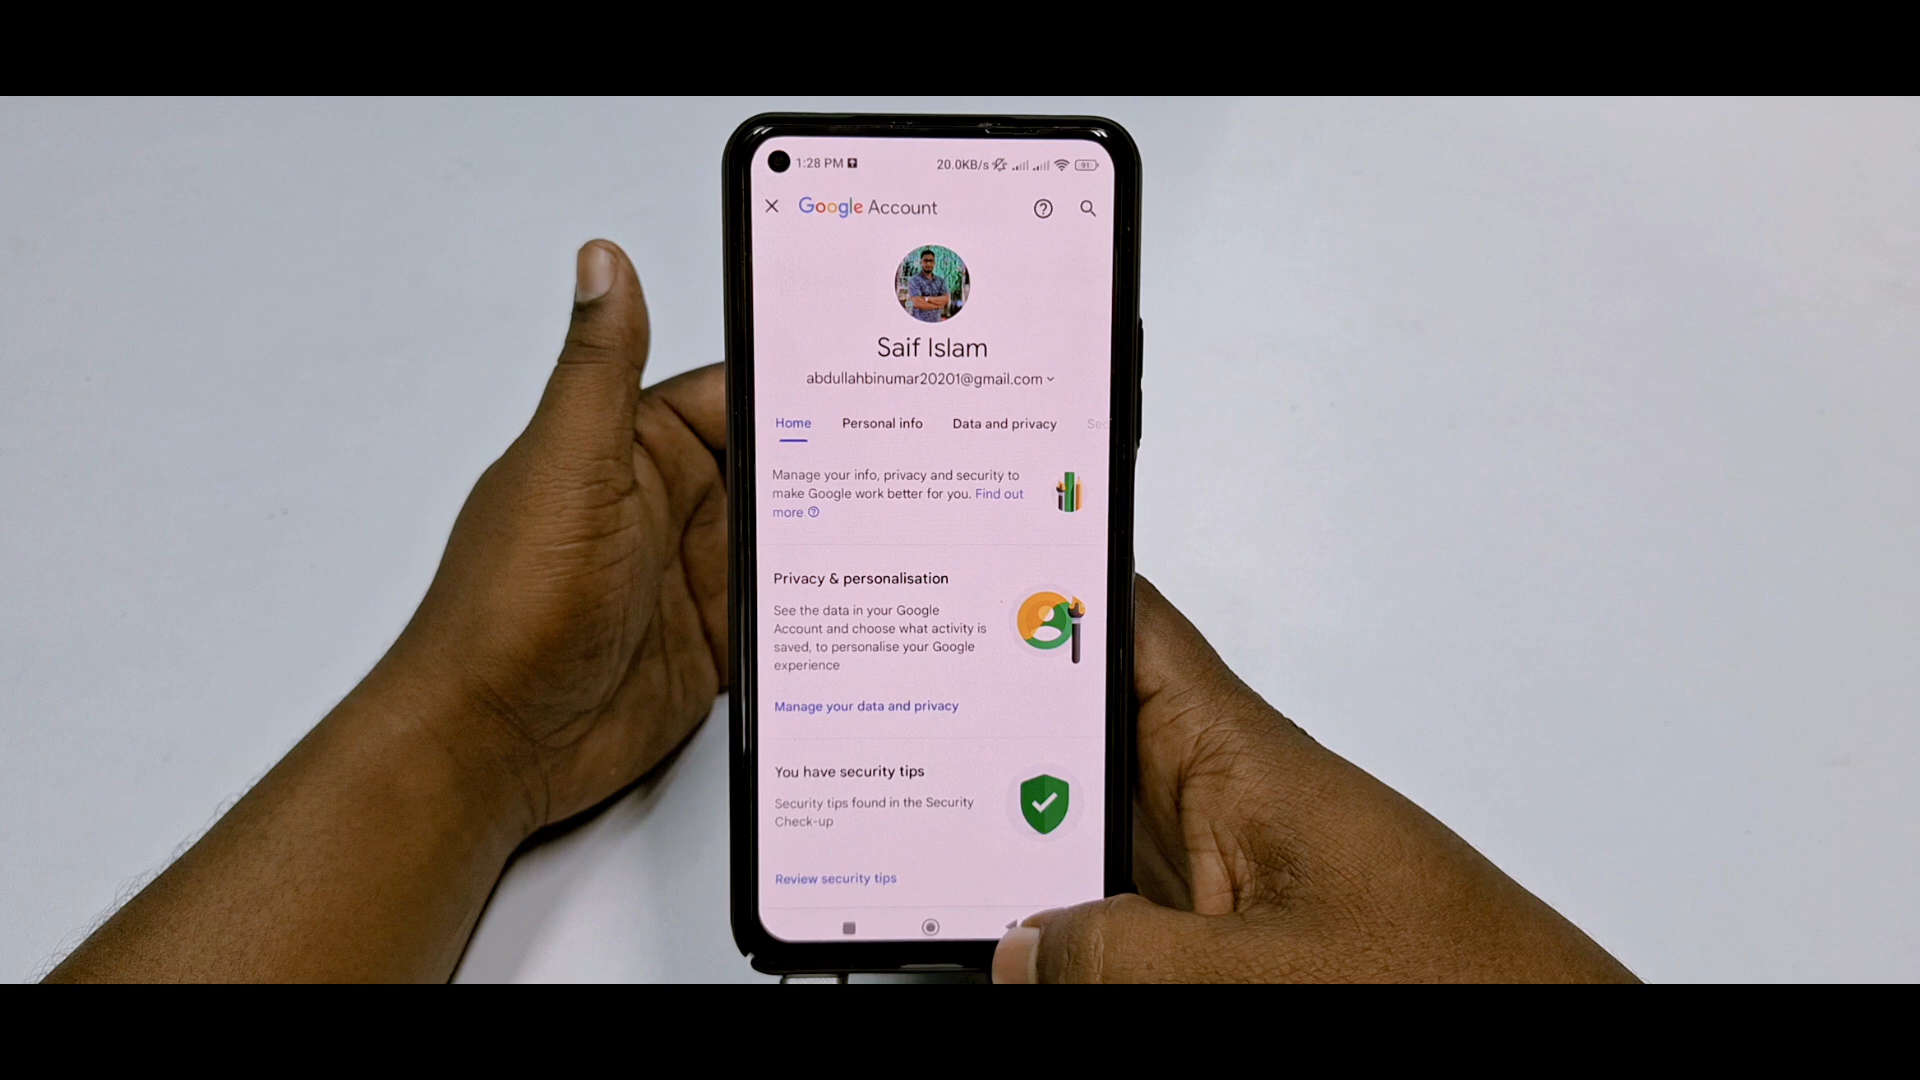 1:28 PM
20.0KB/s
91
Google Account
Saif Islam
abdullahbinumar20201@gmail.com
Home Personal info Data and privacy Sec
Manage your info, privacy and security to
make Google work better for you. Find out
more
Privacy & personalisation
See the data in your Google
Account and choose what activity is
saved, to personalise your Google
experience
Manage your data and privacy
You have security tips
Security tips found in the Security
Check-up
Review security tips